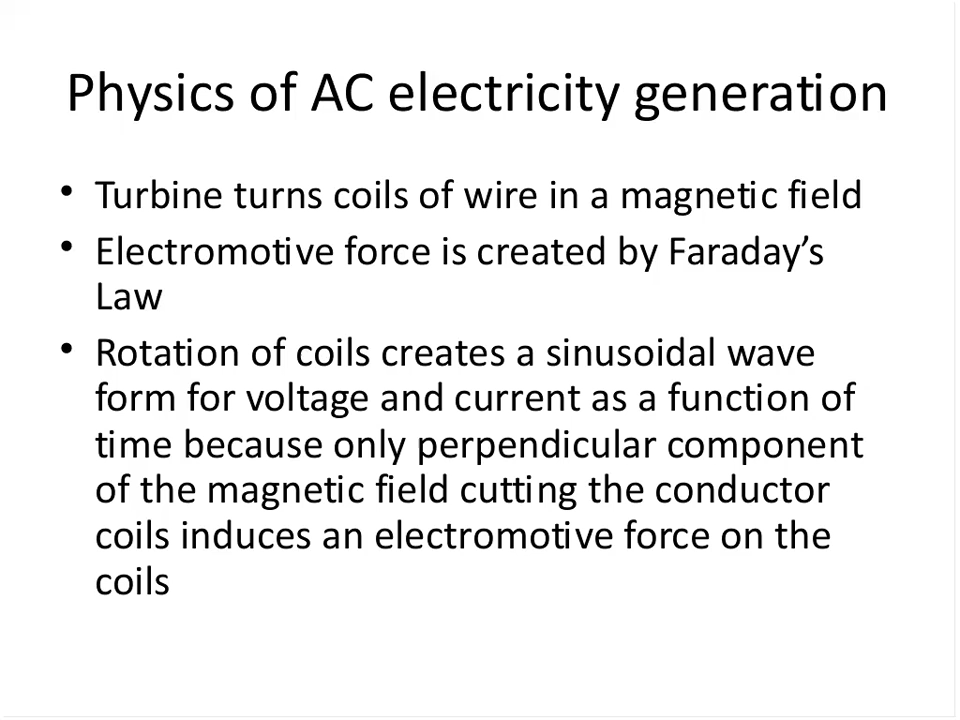 Physics of AC electricity generation
• Turbine turns coils of wire in a magnetic field
• Electromotive force is created by Faraday’s
Law
• Rotation of coils creates a sinusoidal wave
form for voltage and current as a function of
time because only perpendicular component
of the magnetic field cutting the conductor
coils induces an electromotive force on the
coils